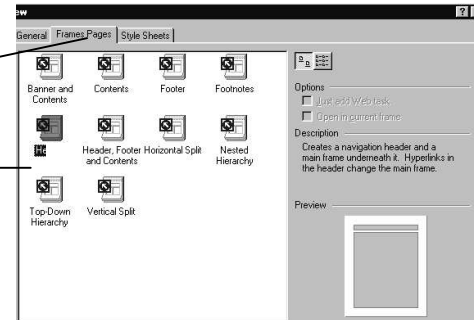 ew
General Frames Pages Style Sheets
Banner and Contents
Contents
Footer
Footnotes
Header, Footer and Contents
Horizontal Split
Nested Hierarchy
Top-Down Hierarchy
Vertical Split
Options
Just add Web task
Open in current frame
Description
Creates a navigation header and a
main frame underneath it. Hyperlinks in
the header change the main frame.
Preview